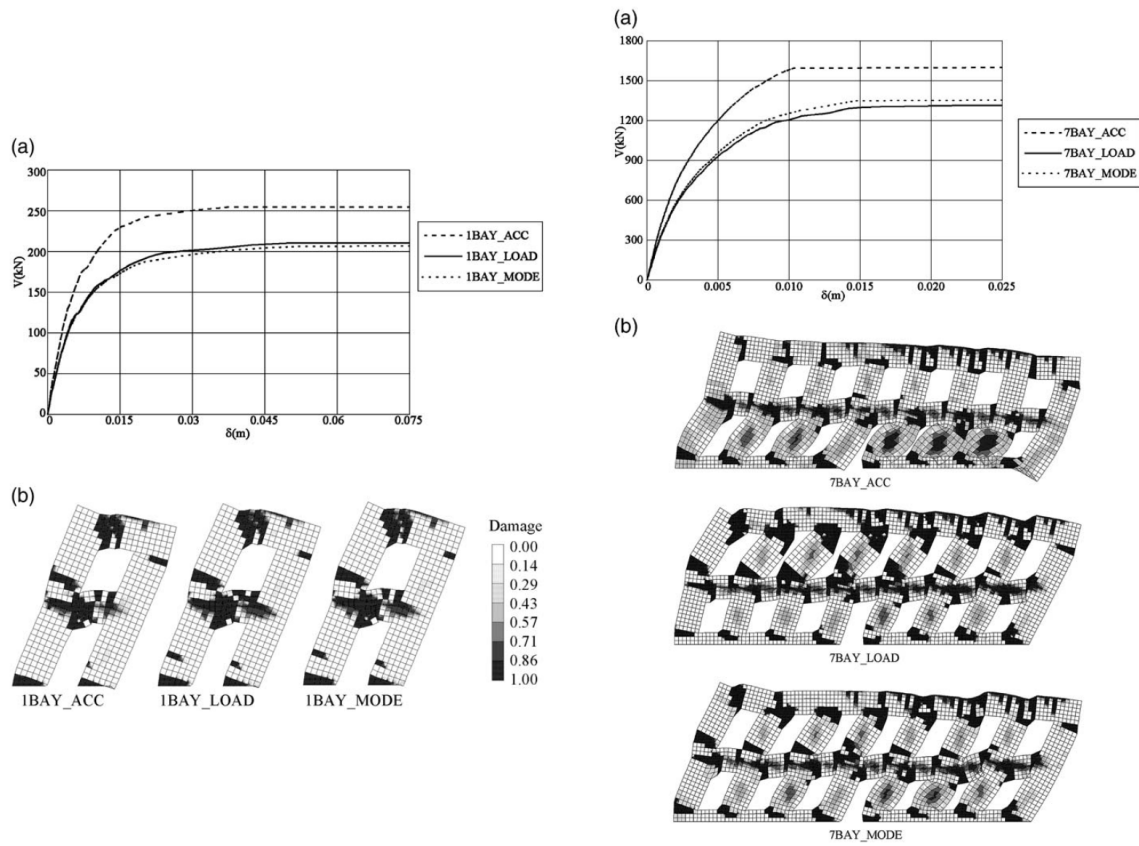 (a)
300
250
200
150
100
50
0
V(kN)
0
0.015
0.03
0.045
0.06
0.075
δ(m)
1BAY_ACC
1BAY_LOAD
1BAY_MODE
(b)
1BAY_ACC
1BAY_LOAD
1BAY_MODE
Damage
0.00
0.14
0.29
0.43
0.57
0.71
0.86
1.00
(a)
1800
1500
1200
900
600
300
0
V(kN)
0
0.005
0.010
0.015
0.020
0.025
δ(m)
7BAY_ACC
7BAY_LOAD
7BAY_MODE
(b)
7BAY_ACC
7BAY_LOAD
7BAY_MODE